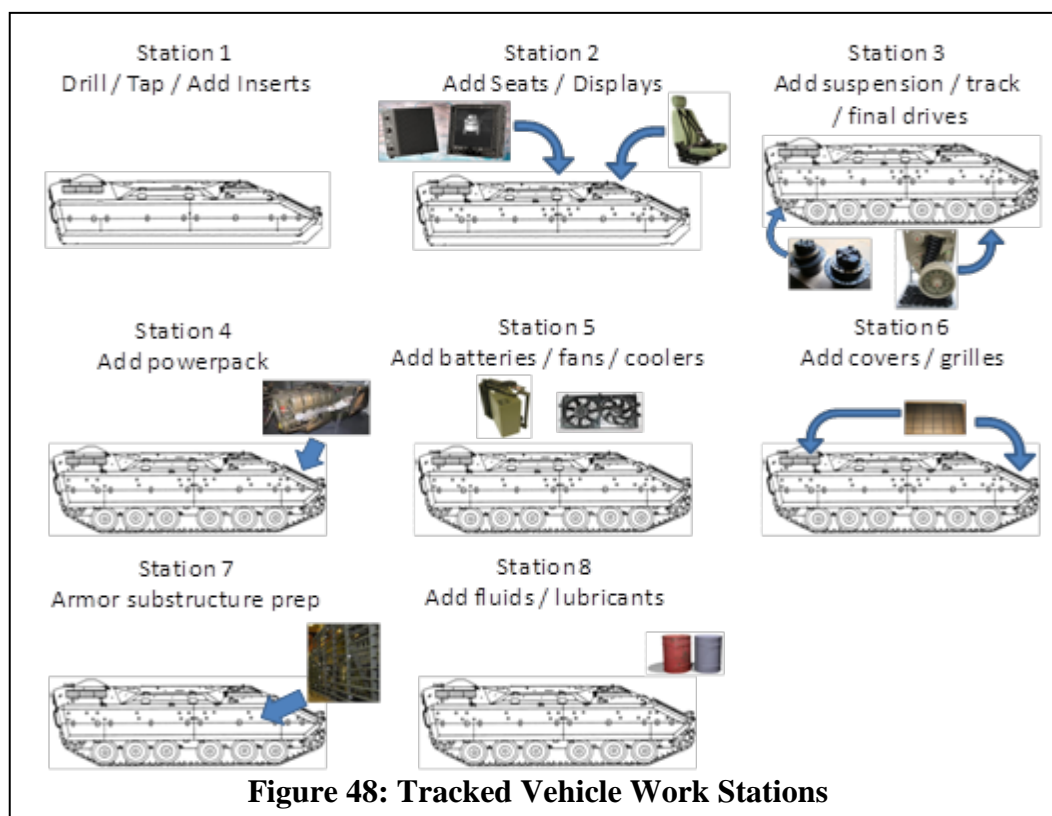 Station 1
Drill / Tap / Add Inserts
Station 2
Add Seats / Displays
Station 3
Add suspension / track
/ final drives
Station 4
Add powerpack
Station 5
Add batteries / fans / coolers
Station 6
Add covers / grilles
Station 7
Armor substructure prep
Station 8
Add fluids / lubricants
Figure 48: Tracked Vehicle Work Stations